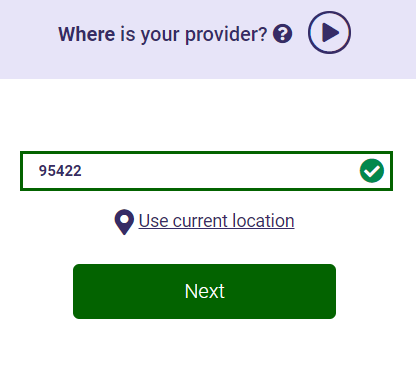 Where is your provider? ?
95422
Use current location
Next